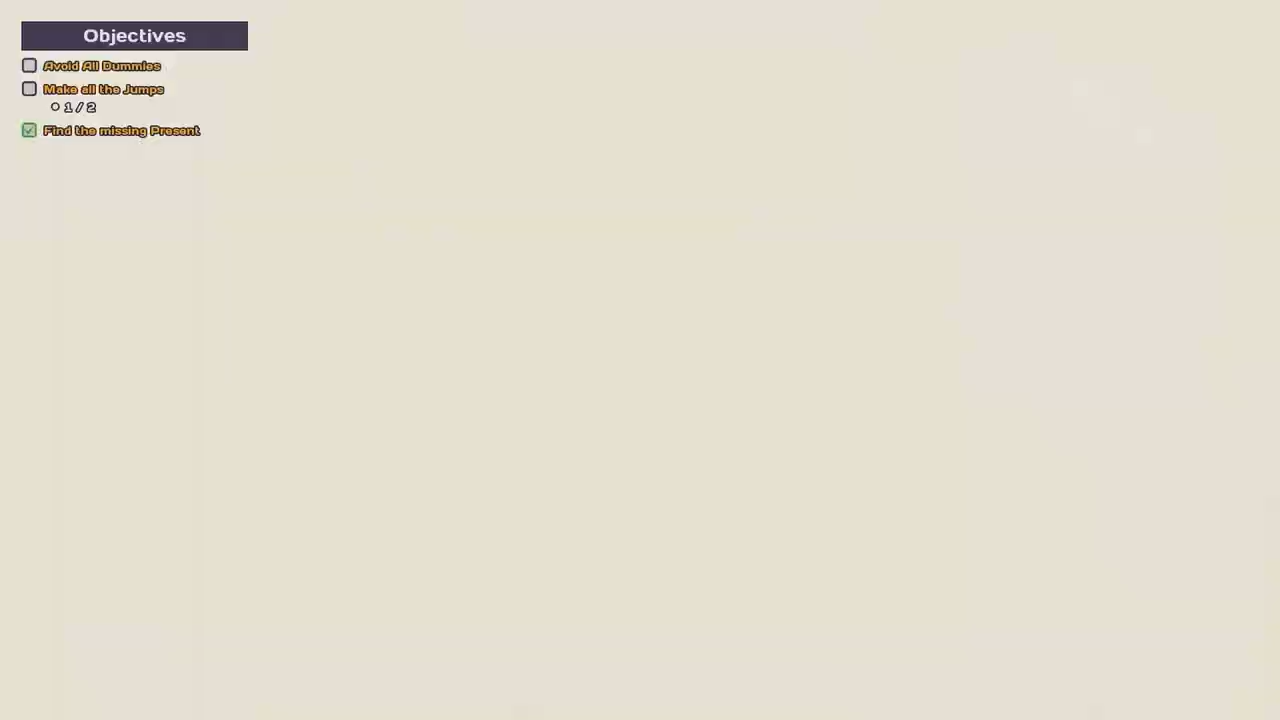 Objectives
Avoid All Dummies
Make all the Jumps
1 / 2
Find the missing Present